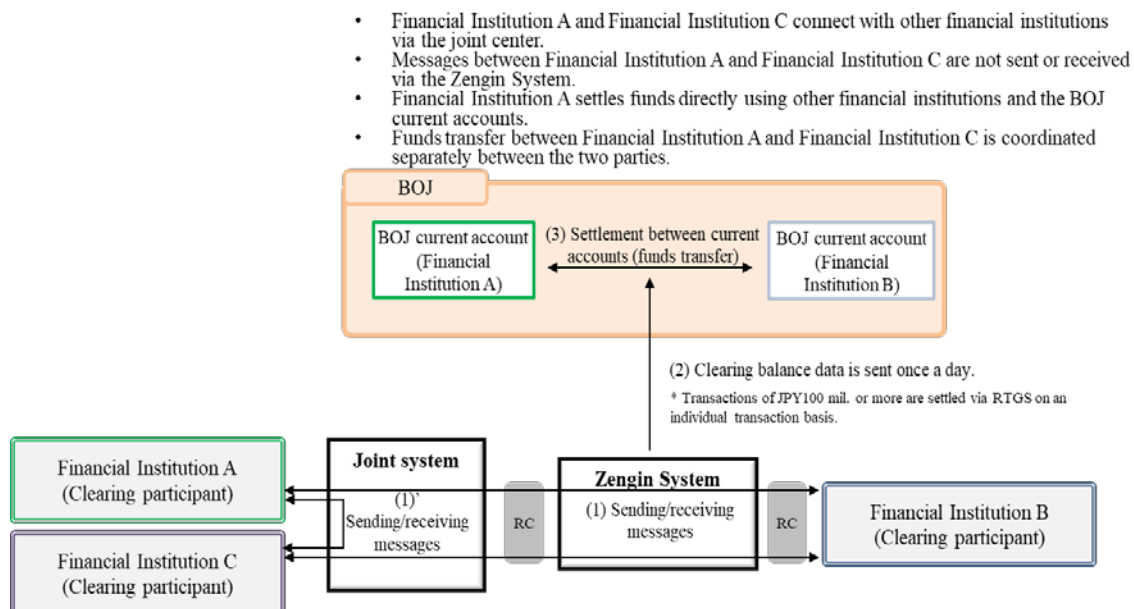 • Financial Institution A and Financial Institution C connect with other financial institutions
via the joint center.
• Messages between Financial Institution A and Financial Institution C are not sent or received
via the Zengin System.
• Financial Institution A settles funds directly using other financial institutions and the BOJ
current accounts.
• Funds transfer between Financial Institution A and Financial Institution C is coordinated
separately between the two parties.
BOJ
BOJ current account
(Financial
Institution A)
(3) Settlement between current
accounts (funds transfer)
BOJ current account
(Financial
Institution B)
(2) Clearing balance data is sent once a day.
* Transactions of JPY100 mil. or more are settled via RTGS on an
individual transaction basis.
Financial Institution A
(Clearing participant)
Financial Institution C
(Clearing participant)
Joint system
(1)'
Sending/receiving
messages
RC
Zengin System
(1) Sending/receiving
messages
RC
Financial Institution B
(Clearing participant)